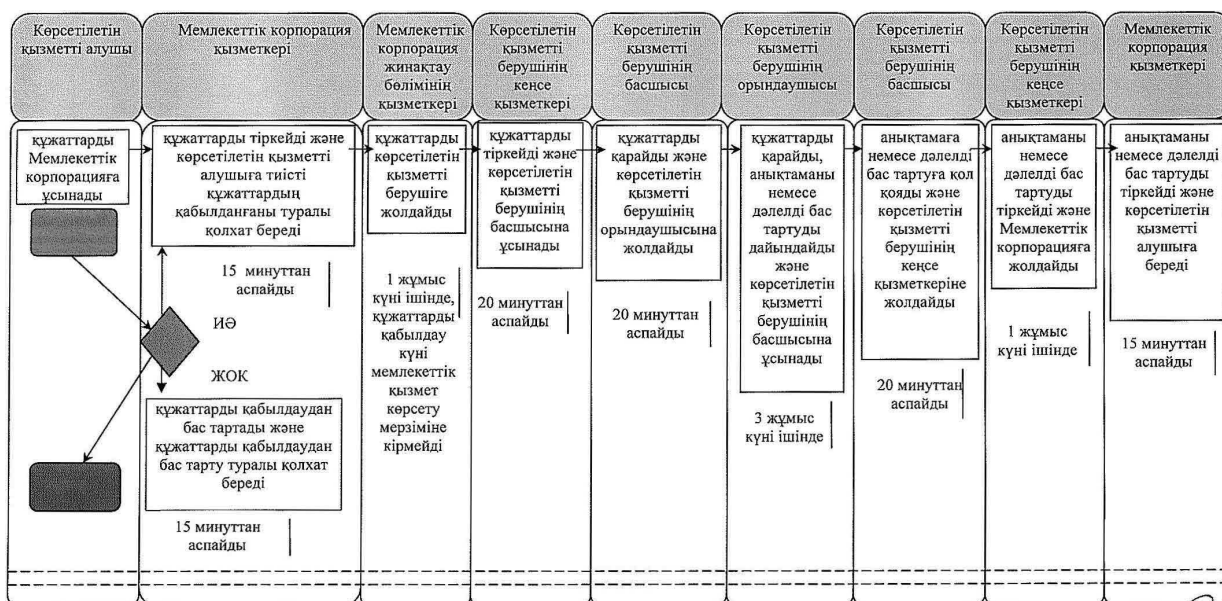 Көрсетілетін
қызметті алушы
Мемлекеттік корпорация
қызметкері
Мемлекеттік
корпорация
жинақтау
бөлімінің
қызметкері
Көрсетілетін
қызметті
берушінің
кеңсе
қызметкері
Көрсетілетін
қызметті
берушінің
басшысы
Көрсетілетін
қызметті
берушінің
орындаушысы
Көрсетілетін
қызметті
берушінің
басшысы
Көрсетілетін
қызметті
берушінің
кеңсе
қызметкері
Мемлекеттік
корпорация
қызметкері
құжаттарды
Мемлекеттік
корпорацияға
ұсынады
құжаттарды тіркейді және
көрсетілетін қызметті
алушыға тиісті
құжаттардың
қабылданғаны туралы
қолхат береді
15 минуттан
аспайды
ИӘ
ЖОК
құжаттарды қабылдаудан
бас тартады және
құжаттарды қабылдаудан
бас тарту туралы қолхат
береді
15 минуттан
аспайды
құжаттарды
көрсетілетін
қызметті
берушіге
жолдайды
1 жұмыс
күні ішінде,
құжаттарды
қабылдау
күні
мемлекеттік
қызмет
көрсету
мерзіміне
кірмейді
құжаттарды
тіркейді және
көрсетілетін
қызметті
берушінің
басшысына
ұсынады
20 минуттан
аспайды
құжаттарды
қарайды және
көрсетілетін
қызметті
берушінің
орындаушысына
жолдайды
20 минуттан
аспайды
құжаттарды
қарайды,
анықтаманы
немесе
дәлелді бас
тартуды
дайындайды
және
көрсетілетін
қызметті
берушінің
басшысына
ұсынады
3 жұмыс
күні ішінде
анықтамаға
немесе дәлелді
бас тартуға қол
қояды және
көрсетілетін
қызметті
берушінің
кеңсе
қызметкеріне
жолдайды
20 минуттан
аспайды
анықтаманы
немесе
дәлелді бас
тартуды
тіркейді және
Мемлекеттік
корпорацияға
жолдайды
1 жұмыс
күні ішінде
анықтаманы
немесе дәлелді
бас тартуды
тіркейді және
көрсетілетін
қызметті
алушыға
береді
15 минуттан
аспайды